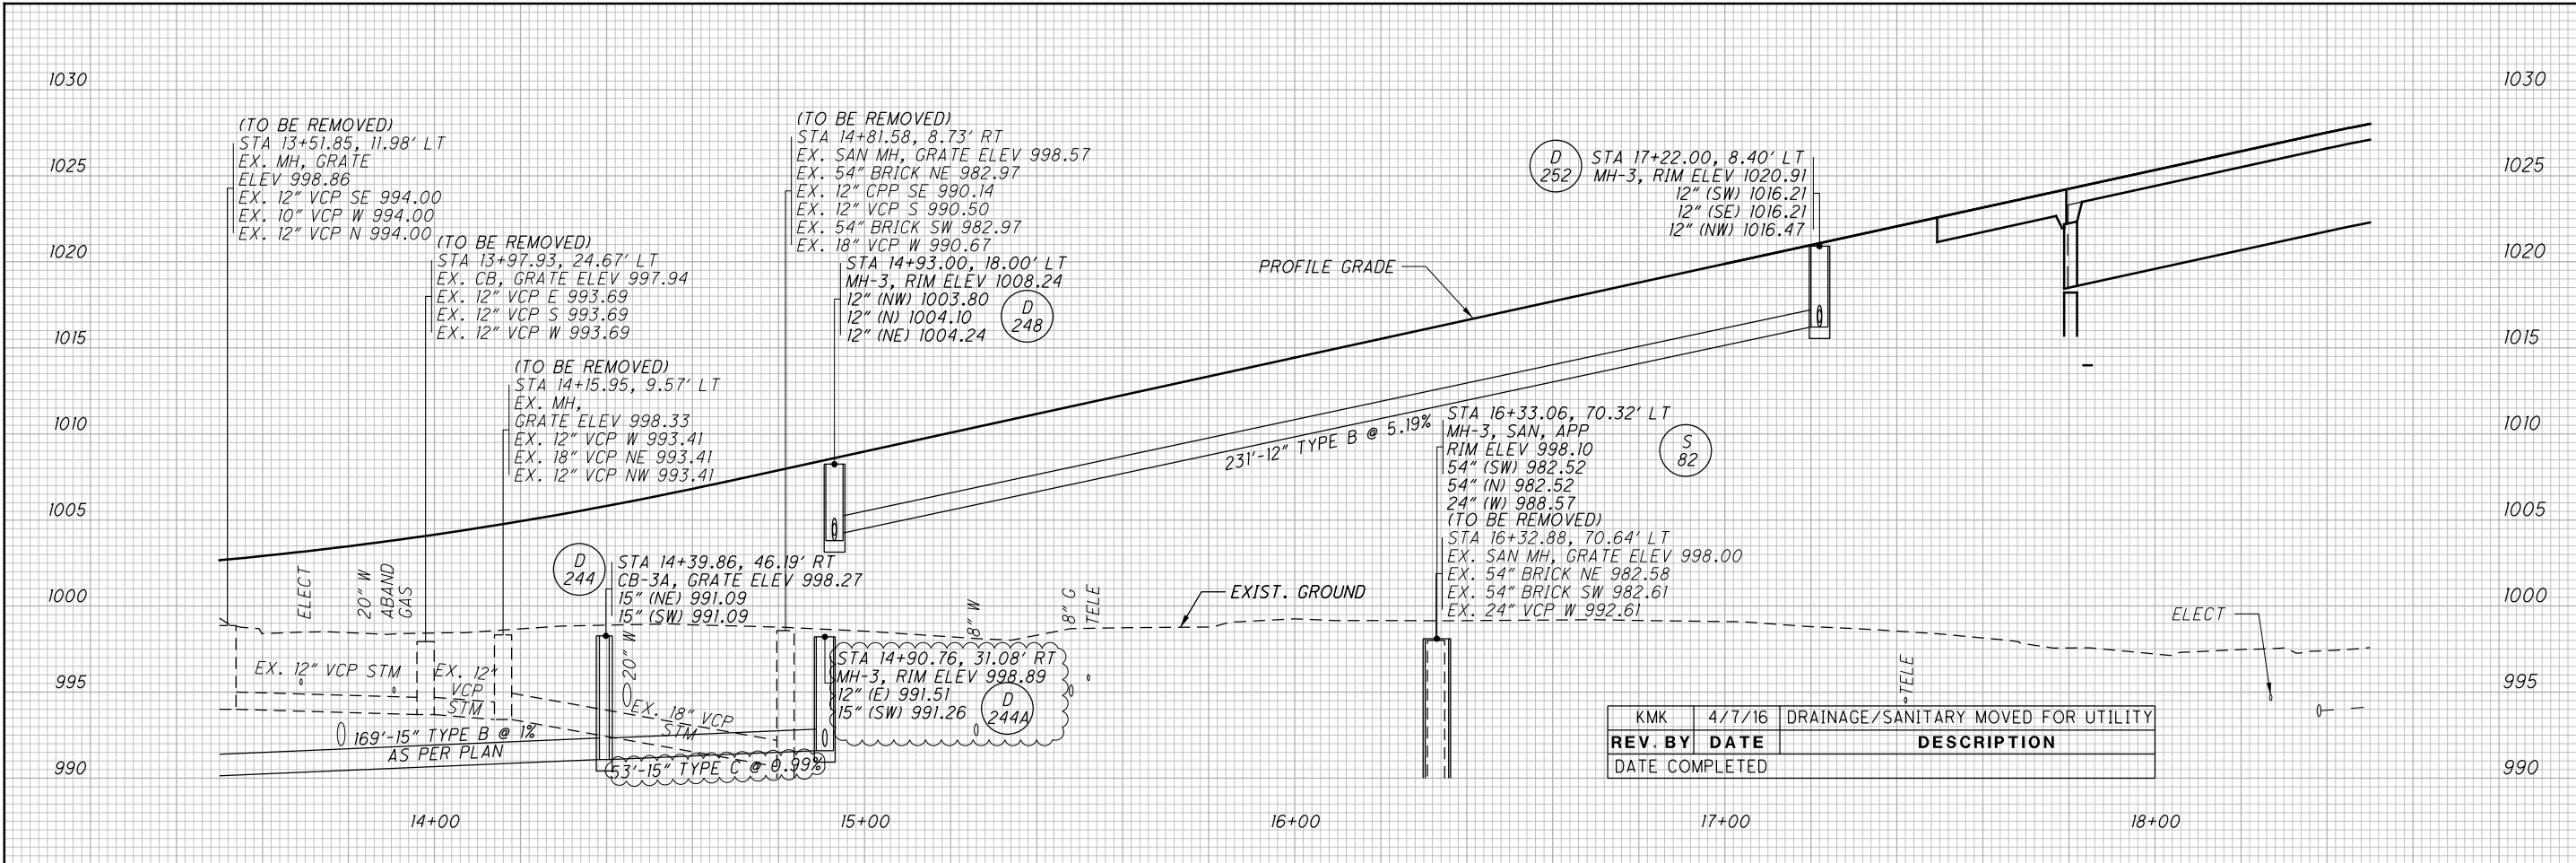 1030
1025
1020
1015
1010
1005
1000
995
990
(TO BE REMOVED)
STA 13+51.85, 11.98' LT
EX. MH, GRATE
ELEV 998.86
EX. 12" VCP SE 994.00
EX. 10" VCP W 994.00
EX. 12" VCP N 994.00
(TO BE REMOVED)
STA 13+97.93, 24.67' LT
EX. CB, GRATE ELEV 997.94
EX. 12" VCP E 993.69
EX. 12" VCP S 993.69
EX. 12" VCP W 993.69
(TO BE REMOVED)
STA 14+15.95, 9.57' LT
EX. MH,
GRATE ELEV 998.33
EX. 12" VCP W 993.41
EX. 18" VCP NE 993.41
EX. 12" VCP NW 993.41
(TO BE REMOVED)
STA 14+81.58, 8.73' RT
EX. SAN MH, GRATE ELEV 998.57
EX. 54" BRICK NE 982.97
EX. 12" CPP SE 990.14
EX. 12" VCP S 990.50
EX. 54" BRICK SW 982.97
EX. 18" VCP W 990.67
STA 14+93.00, 18.00' LT
MH-3, RIM ELEV 1008.24
12" (NW) 1003.80
12" (N) 1004.10
12" (NE) 1004.24
D
248
PROFILE GRADE
D
252
STA 17+22.00, 8.40' LT
MH-3, RIM ELEV 1020.91
12" (SW) 1016.21
12" (SE) 1016.21
12" (NW) 1016.47
231'-12" TYPE B @ 5.19%
STA 16+33.06, 70.32' LT
MH-3, SAN, APP
RIM ELEV 998.10
54" (SW) 982.52
54" (N) 982.52
24" (W) 988.57
S
82
(TO BE REMOVED)
STA 16+32.88, 70.64' LT
EX. SAN MH, GRATE ELEV 998.00
EX. 54" BRICK NE 982.58
EX. 54" BRICK SW 982.61
EX. 24" VCP W 992.61
ELECT
20" W
ABAND
GAS
D
244
STA 14+39.86, 46.19' RT
CB-3A, GRATE ELEV 998.27
15" (NE) 991.09
15" (SW) 991.09
20" W
8" W
8" G
TELE
EXIST. GROUND
ELECT
TELE
EX. 12" VCP STM
EX. 12"
VCP
STM
EX. 18" VCP
STM
STA 14+90.76, 31.08' RT
MH-3, RIM ELEV 998.89
12" (E) 991.51
15" (SW) 991.26
D
244A
169'-15" TYPE B @ 1%
AS PER PLAN
53'-15" TYPE C @ 0.99%
KMK 4/7/16 DRAINAGE/SANITARY MOVED FOR UTILITY
REV. BY DATE DESCRIPTION
DATE COMPLETED
1030
1025
1020
1015
1010
1005
1000
995
990
14+00 15+00 16+00 17+00 18+00